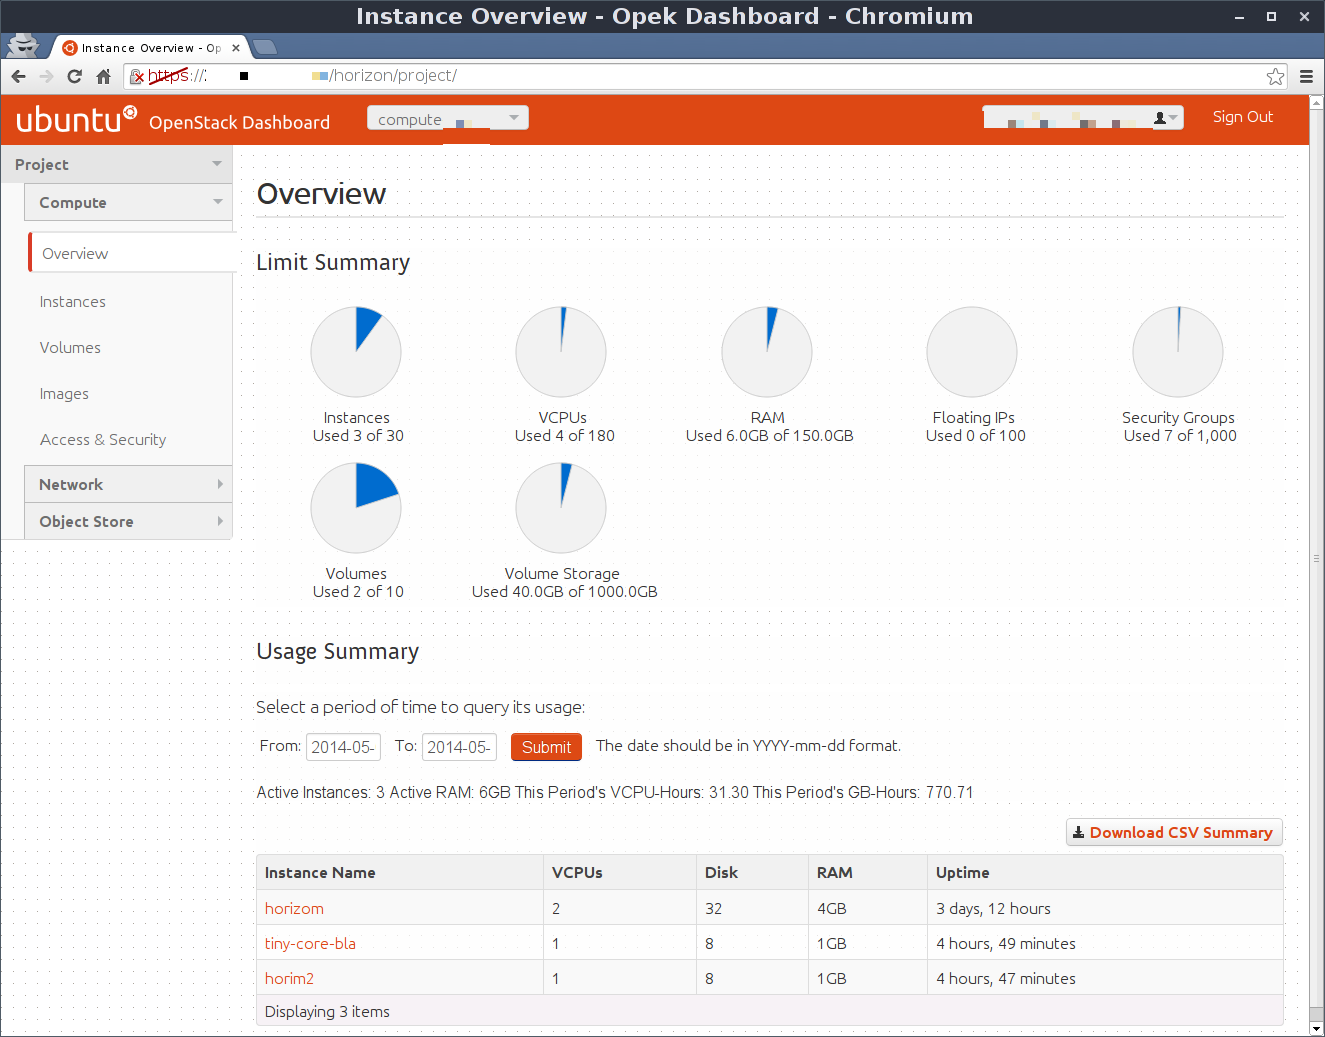 Instance Overview - Opek Dashboard - Chromium
Instance Overview - Op
https://
/horizon/project/
ubuntu OpenStack Dashboard
compute
Sign Out
Project
Compute
Overview
Instances
Volumes
Images
Access & Security
Network
Object Store
Overview
Limit Summary
Instances
Used 3 of 30
VCPUs
Used 4 of 180
RAM
Used 6.0GB of 150.0GB
Floating IPs
Used 0 of 100
Security Groups
Used 7 of 1,000
Volumes
Used 2 of 10
Volume Storage
Used 40.0GB of 1000.0GB
Usage Summary
Select a period of time to query its usage:
From: 2014-05- To: 2014-05- Submit The date should be in YYYY-mm-dd format.
Active Instances: 3 Active RAM: 6GB This Period's VCPU-Hours: 31.30 This Period's GB-Hours: 770.71
Download CSV Summary
Instance Name VCPUs Disk RAM Uptime
horizom 2 32 4GB 3 days, 12 hours
tiny-core-bla 1 8 1GB 4 hours, 49 minutes
horim2 1 8 1GB 4 hours, 47 minutes
Displaying 3 items